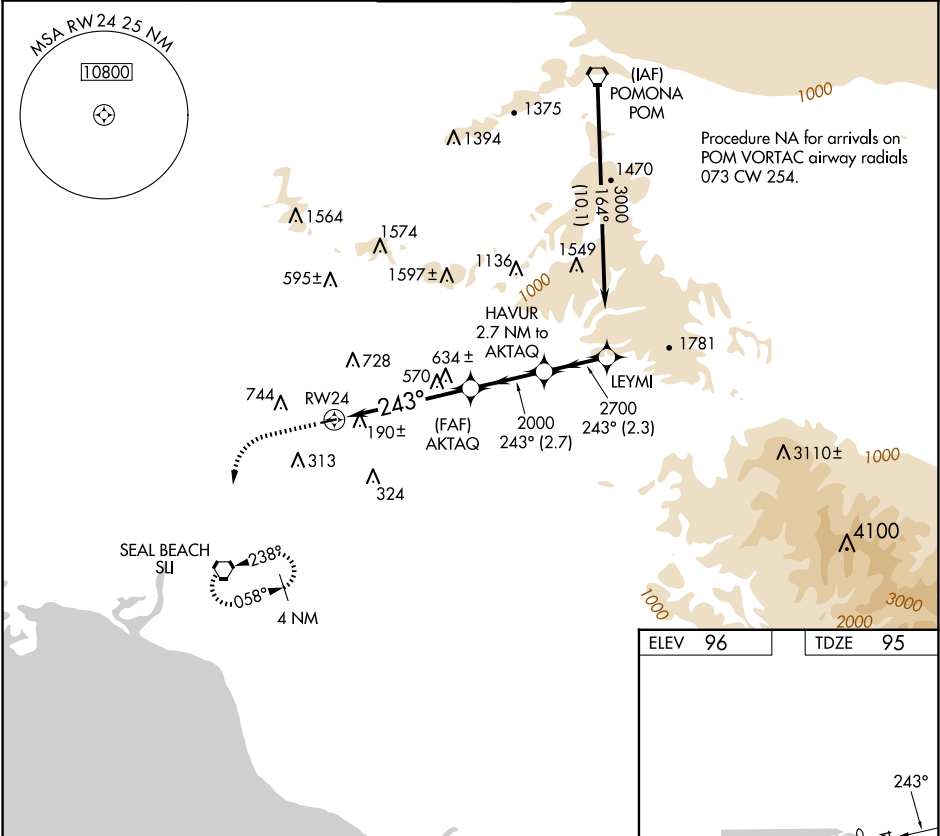 MSA RW 24 25 NM
10800
(IAF)
POMONA
POM
1000
1375
1394
Procedure NA for arrivals on
POM VORTAC airway radials
073 CW 254.
1470
3000
164°
(10.1)
1564
1574
1549
1136
1597±
595±
1000
HAVUR
2.7 NM to
AKTAQ
1781
728
634 ±
570
LEYMI
744
RW24
243°
190±
(FAF)
AKTAQ
2000
243° (2.7)
2700
243° (2.3)
313
324
3110±
1000
4100
SEAL BEACH
SLI
238°
058°
4 NM
1000
3000
2000
ELEV 96
TDZE 95
243°